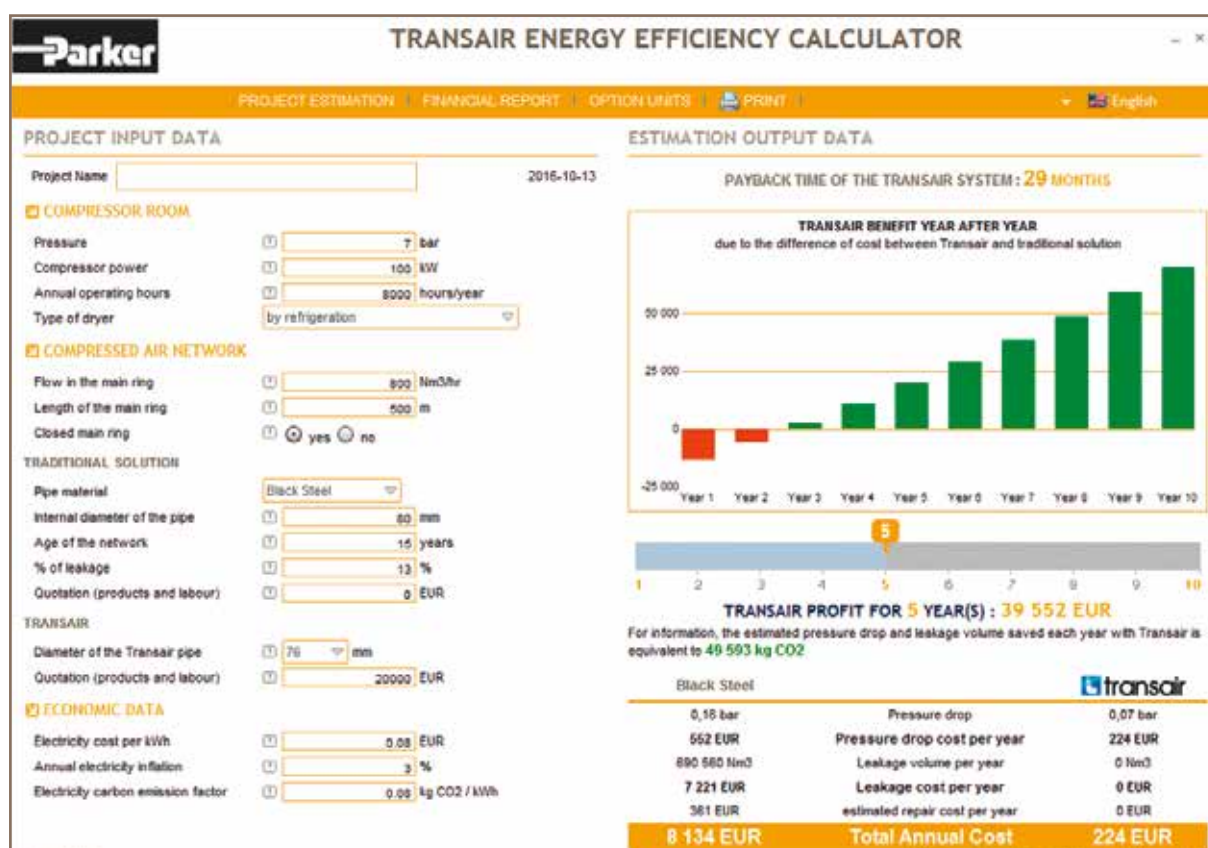 Parker
TRANSAIR ENERGY EFFICIENCY CALCULATOR
PROJECT ESTIMATION | FINANCIAL REPORT | OPTION UNITS | PRINT |
English
PROJECT INPUT DATA
Project Name 2016-10-13
COMPRESSOR ROOM
Pressure 7 bar
Compressor power 100 kW
Annual operating hours 8000 hours/year
Type of dryer by refrigeration
COMPRESSED AIR NETWORK
Flow in the main ring 800 Nm3/hr
Length of the main ring 500 m
Closed main ring yes no
TRADITIONAL SOLUTION
Pipe material Black Steel
Internal diameter of the pipe 60 mm
Age of the network 15 years
% of leakage 13 %
Quotation (products and labour) 0 EUR
TRANSAIR
Diameter of the Transair pipe 76 mm
Quotation (products and labour) 20000 EUR
ECONOMIC DATA
Electricity cost per kWh 0.08 EUR
Annual electricity inflation 3 %
Electricity carbon emission factor kg CO2 / kWh
ESTIMATION OUTPUT DATA
PAYBACK TIME OF THE TRANSAIR SYSTEM : 29 MONTHS
TRANSAIR BENEFIT YEAR AFTER YEAR
due to the difference of cost between Transair and traditional solution
50 000
25 000
0
-25 000
Year 1 Year 2 Year 3 Year 4 Year 5 Year 6 Year 7 Year 8 Year 9 Year 10
5
1 2 3 4 5 6 7 8 9 10
TRANSAIR PROFIT FOR 5 YEAR(S) : 39 552 EUR
For information, the estimated pressure drop and leakage volume saved each year with Transair is
equivalent to 49 593 kg CO2
Black Steel transair
0,16 bar Pressure drop 0,07 bar
552 EUR Pressure drop cost per year 224 EUR
690 560 Nm3 Leakage volume per year 0 Nm3
7 221 EUR Leakage cost per year 0 EUR
361 EUR estimated repair cost per year 0 EUR
8 134 EUR Total Annual Cost 224 EUR